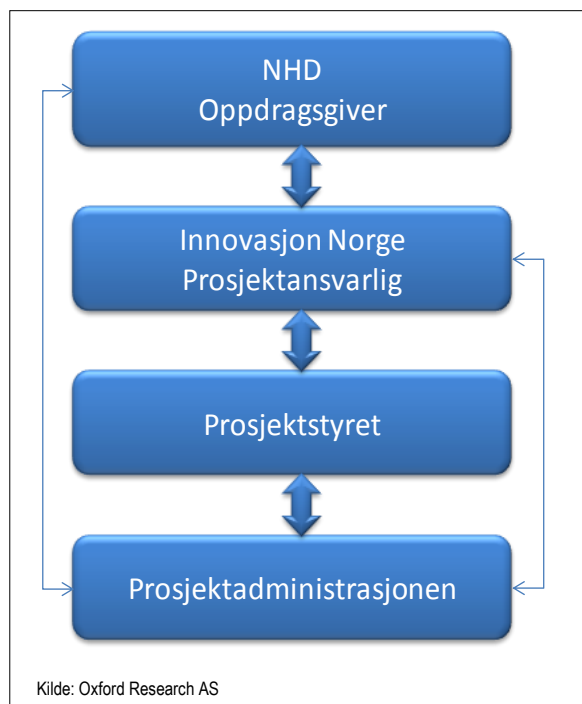 NHD
Oppdragsgiver
Innovasjon Norge
Prosjektansvarlig
Prosjektstyret
Prosjektadministrasjonen
Kilde: Oxford Research AS